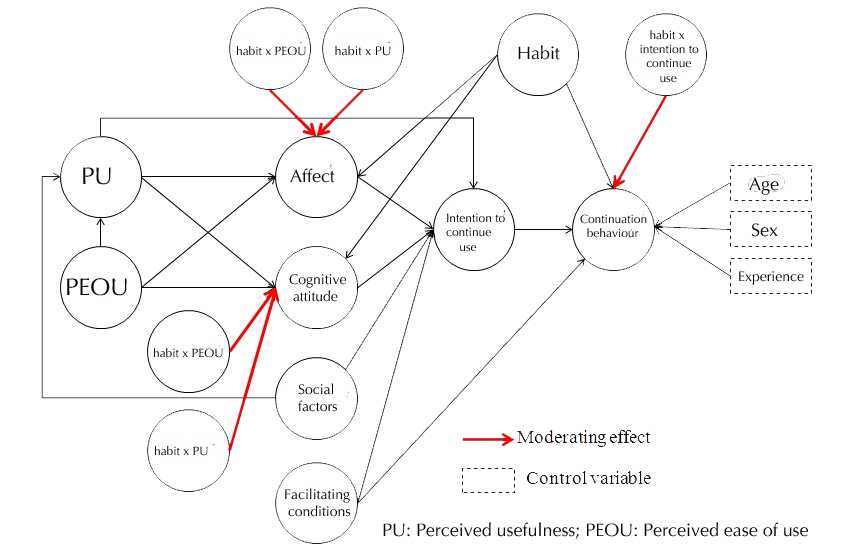 habit x PEOU
habit x PU
Habit
habit x
intention to
continue
use
PU
Affect
Intention to
continue
use
Continuation
behaviour
Age
Sex
Experience
PEOU
Cognitive
attitude
habit x PEOU
Social
factors
habit x PU
Facilitating
conditions
Moderating effect
Control variable
PU: Perceived usefulness; PEOU: Perceived ease of use